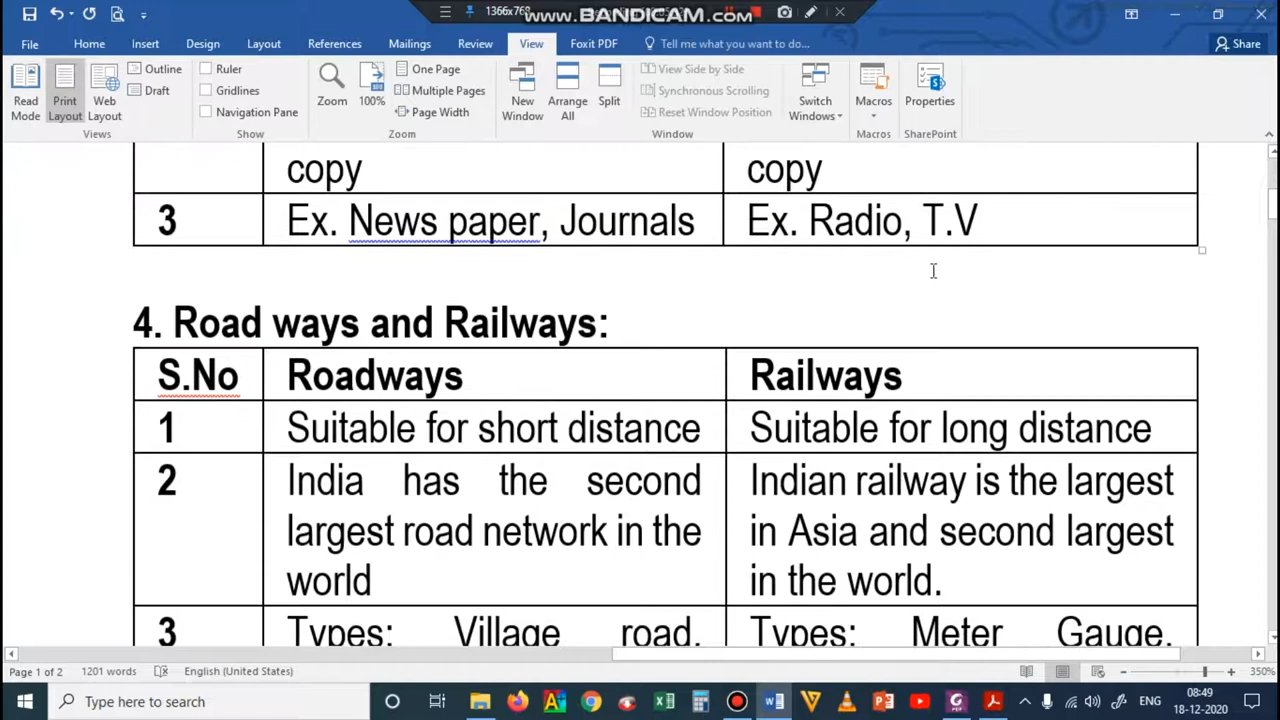 1366x768
www.BANDICAM.com
File Home Insert Design Layout References Mailings Review View Foxit PDF Tell me what you want to do... Share
Read Mode
Print Layout
Web Layout
Outline
Draft
Views
Ruler
Gridlines
Navigation Pane
Show
Zoom
100%
One Page
Multiple Pages
Page Width
Zoom
New Window
Arrange All
Split
View Side by Side
Synchronous Scrolling
Reset Window Position
Window
Switch Windows
Macros
Macros
Properties
SharePoint
copy copy
3 Ex. News paper, Journals Ex. Radio, T.V
4. Road ways and Railways:
S.No Roadways Railways
1 Suitable for short distance Suitable for long distance
2 India has the second Indian railway is the largest
largest road network in the in Asia and second largest
world in the world.
3 Types: Village road, Types: Meter Gauge,
Page 1 of 2 1201 words English (United States) 350%
Type here to search ENG 08:49
18-12-2020